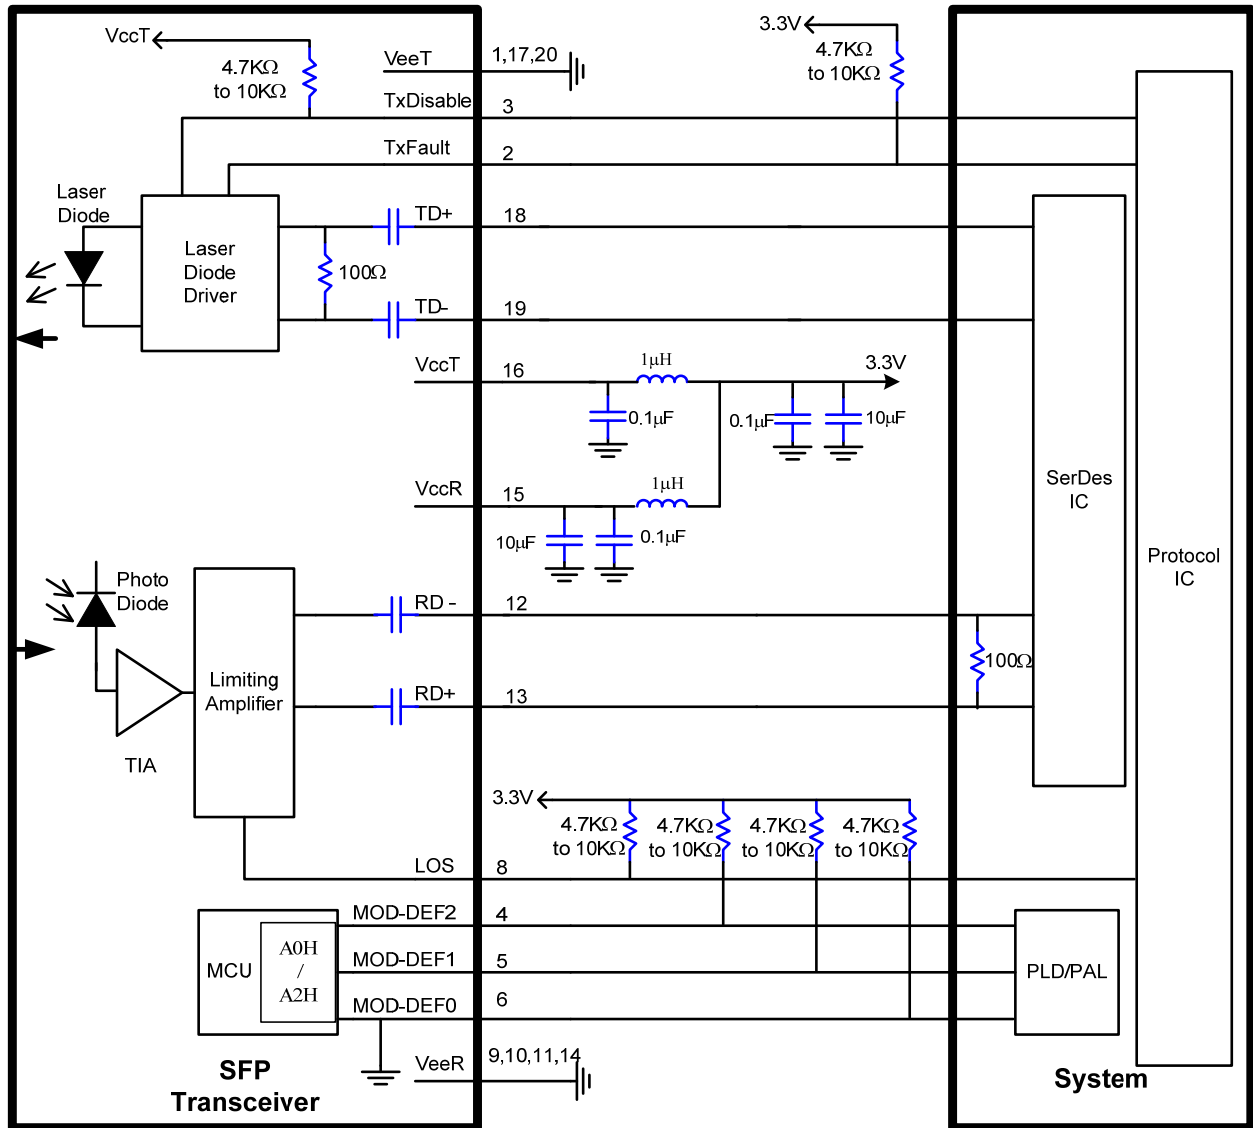 VccT
4.7KΩ
to 10KΩ
VeeT
1,17,20
3.3V
4.7KΩ
to 10KΩ
TxDisable
3
TxFault
2
Laser
Diode
Laser
Diode
Driver
100Ω
TD+
18
TD-
19
VccT
16
1μH
3.3V
0.1μF
0.1μF
10μF
VccR
15
1μH
10μF
0.1μF
SerDes
IC
Protocol
IC
Photo
Diode
TIA
Limiting
Amplifier
RD -
12
RD+
13
100Ω
3.3V
4.7KΩ
to 10KΩ
4.7KΩ
to 10KΩ
4.7KΩ
to 10KΩ
4.7KΩ
to 10KΩ
LOS
8
MCU
A0H
/
A2H
MOD-DEF2
4
MOD-DEF1
5
MOD-DEF0
6
PLD/PAL
VeeR
9,10,11,14
SFP
Transceiver
System